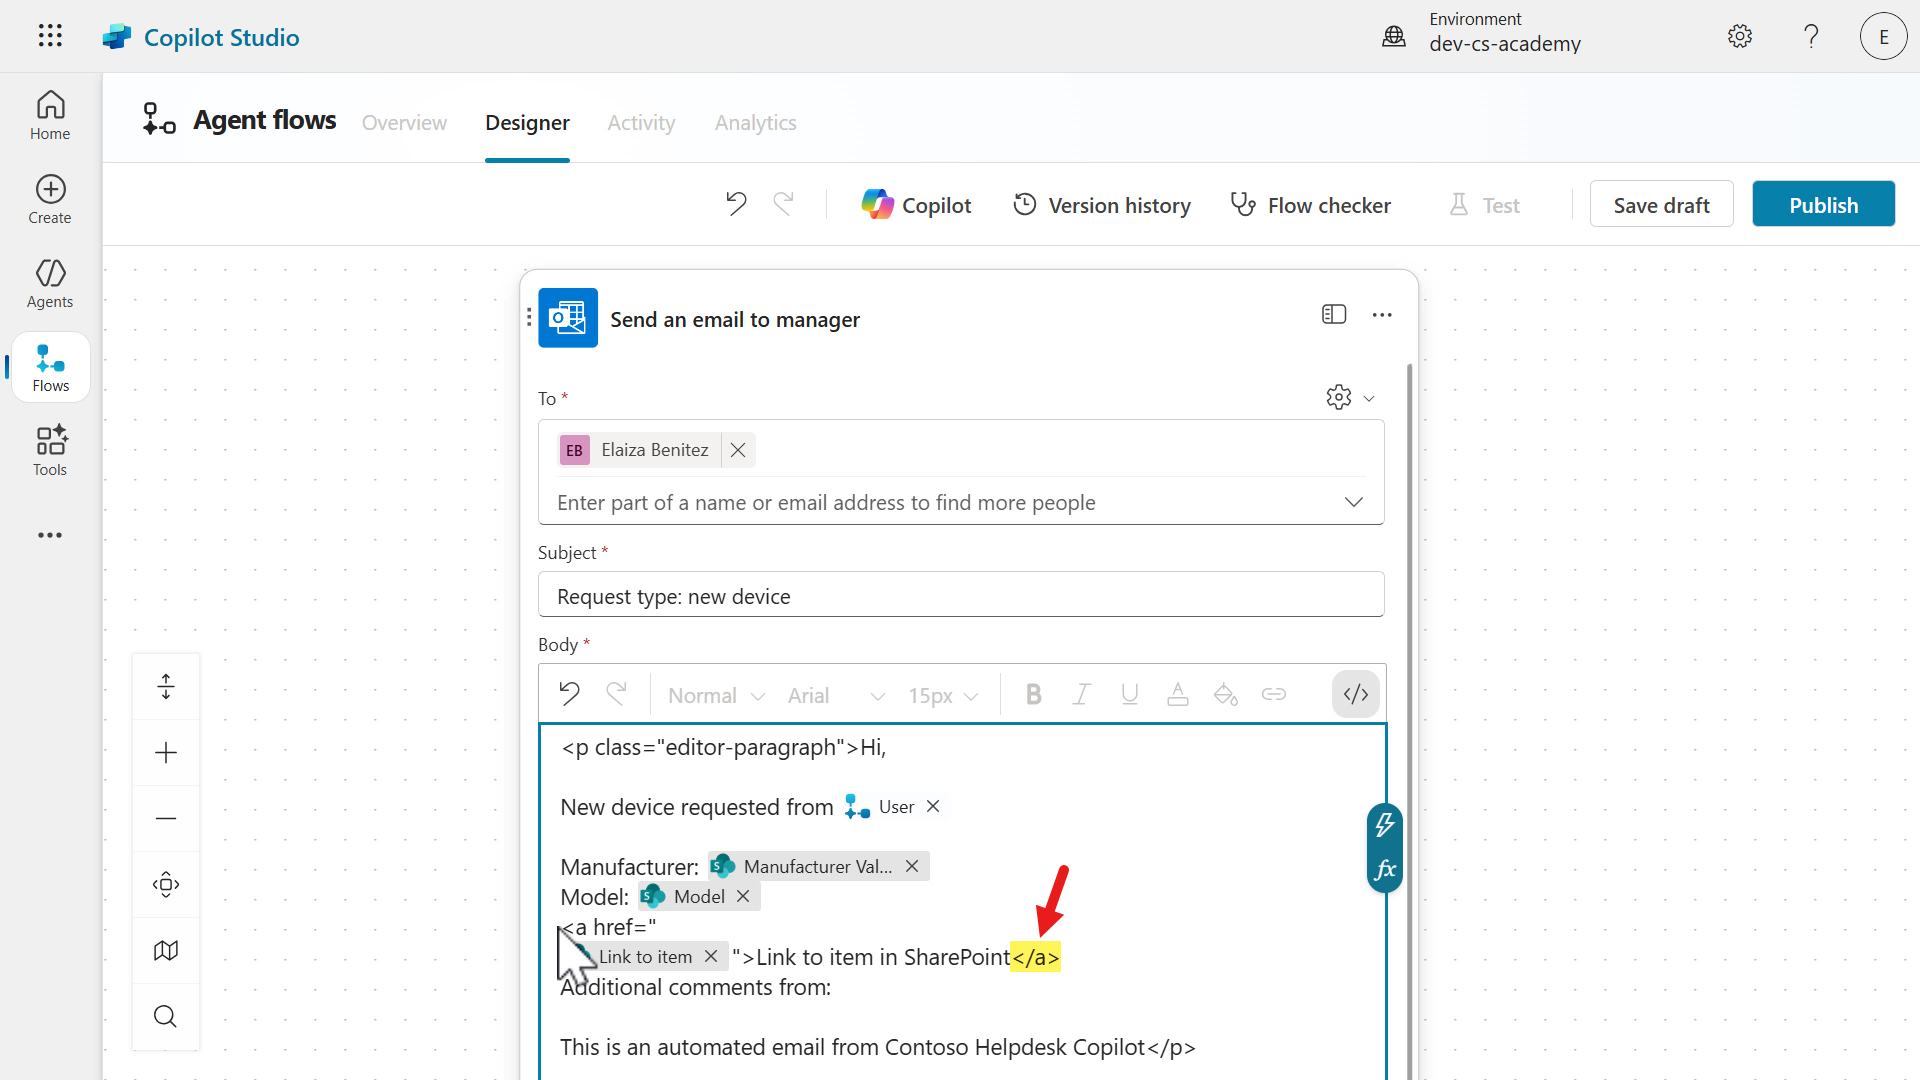 Copilot Studio
Environment
dev-cs-academy
E
Home
Create
Agents
Flows
Tools
Agent flows
Overview
Designer
Activity
Analytics
Copilot
Version history
Flow checker
Test
Save draft
Publish
Send an email to manager
To *
EB Elaiza Benitez
Enter part of a name or email address to find more people
Subject *
Request type: new device
Body *
Normal
Arial
15px
B I U A
</>
<p class="editor-paragraph">Hi,
New device requested from User
Manufacturer: Manufacturer Val...
Model: Model
<a href="
Link to item ">Link to item in SharePoint</a>
Additional comments from:
This is an automated email from Contoso Helpdesk Copilot</p>
fx